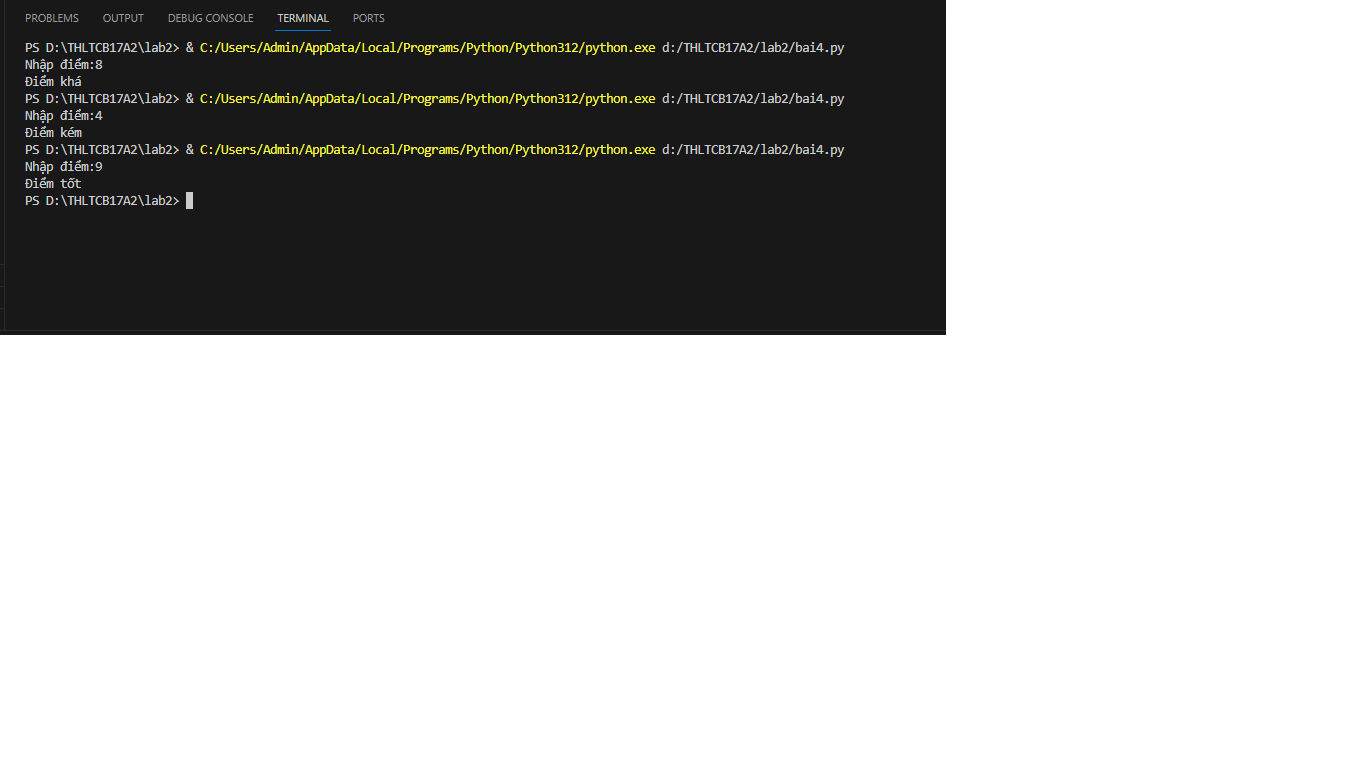 PROBLEMS OUTPUT DEBUG CONSOLE TERMINAL PORTS
PS D:\THLTCB17A2\lab2> & C:/Users/Admin/AppData/Local/Programs/Python/Python312/python.exe d:/THLTCB17A2/lab2/bai4.py
Nhập điểm:8
Điểm khá
PS D:\THLTCB17A2\lab2> & C:/Users/Admin/AppData/Local/Programs/Python/Python312/python.exe d:/THLTCB17A2/lab2/bai4.py
Nhập điểm:4
Điểm kém
PS D:\THLTCB17A2\lab2> & C:/Users/Admin/AppData/Local/Programs/Python/Python312/python.exe d:/THLTCB17A2/lab2/bai4.py
Nhập điểm:9
Điểm tốt
PS D:\THLTCB17A2\lab2>